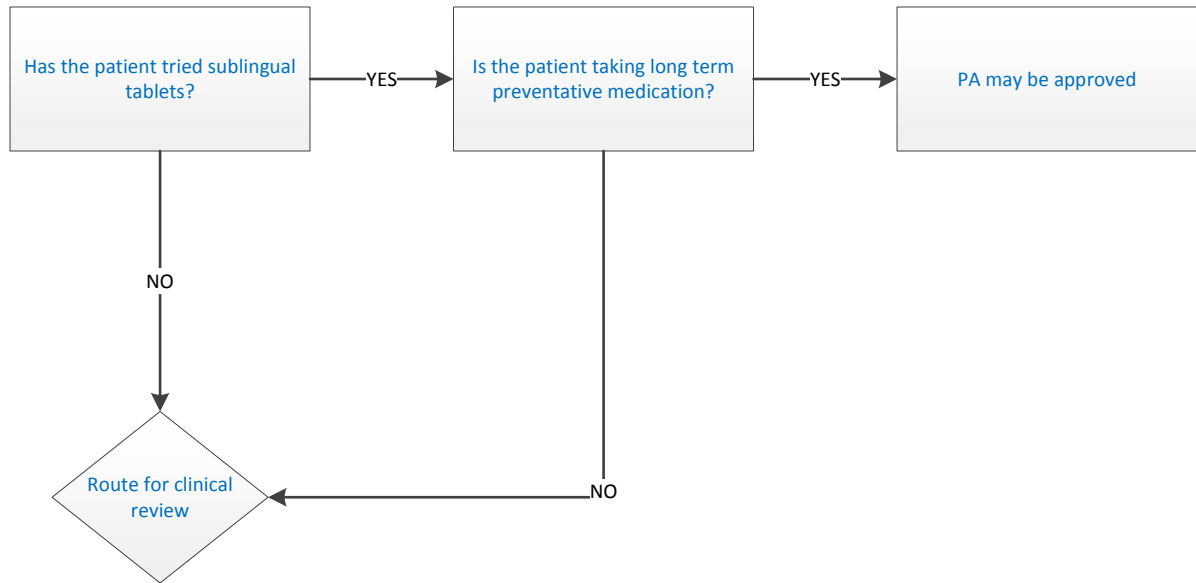 Has the patient tried sublingual
tablets?
YES
Is the patient taking long term
preventative medication?
YES
PA may be approved
NO
NO
Route for clinical
review